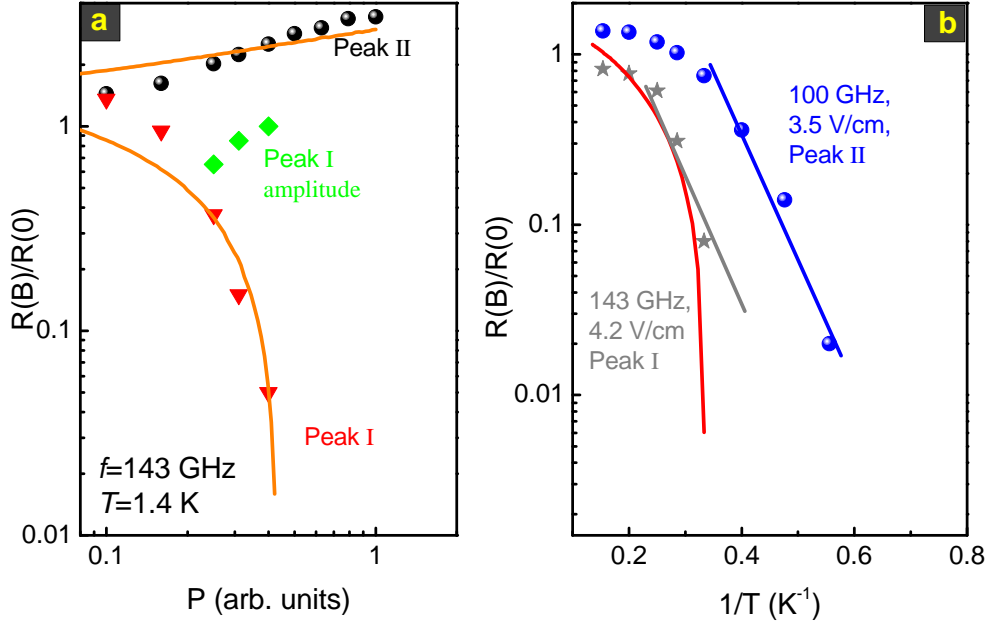 a
R(B)/R(0)
1
0.1
0.01
Peak II
Peak I
amplitude
Peak I
f=143 GHz
T=1.4 K
0.1
1
P (arb. units)
b
R(B)/R(0)
1
0.1
0.01
100 GHz,
3.5 V/cm,
Peak II
143 GHz,
4.2 V/cm
Peak I
0.2
0.4
0.6
0.8
1/T (K⁻¹)